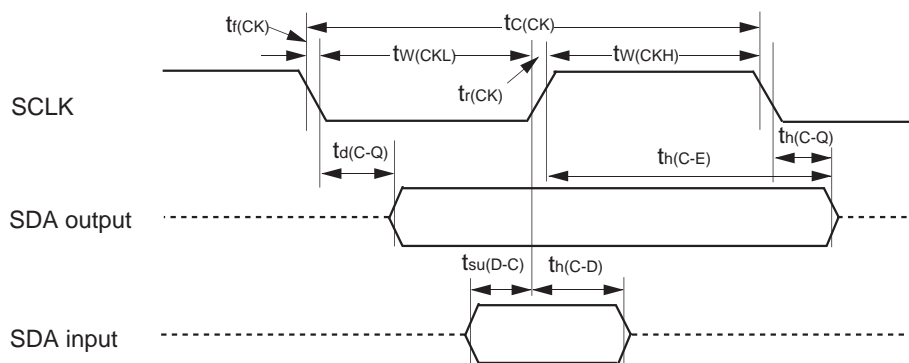 tf(CK)
tC(CK)
tW(CKL)
tW(CKH)
tr(CK)
SCLK
td(C-Q)
th(C-E)
th(C-Q)
SDA output
tsu(D-C)
th(C-D)
SDA input